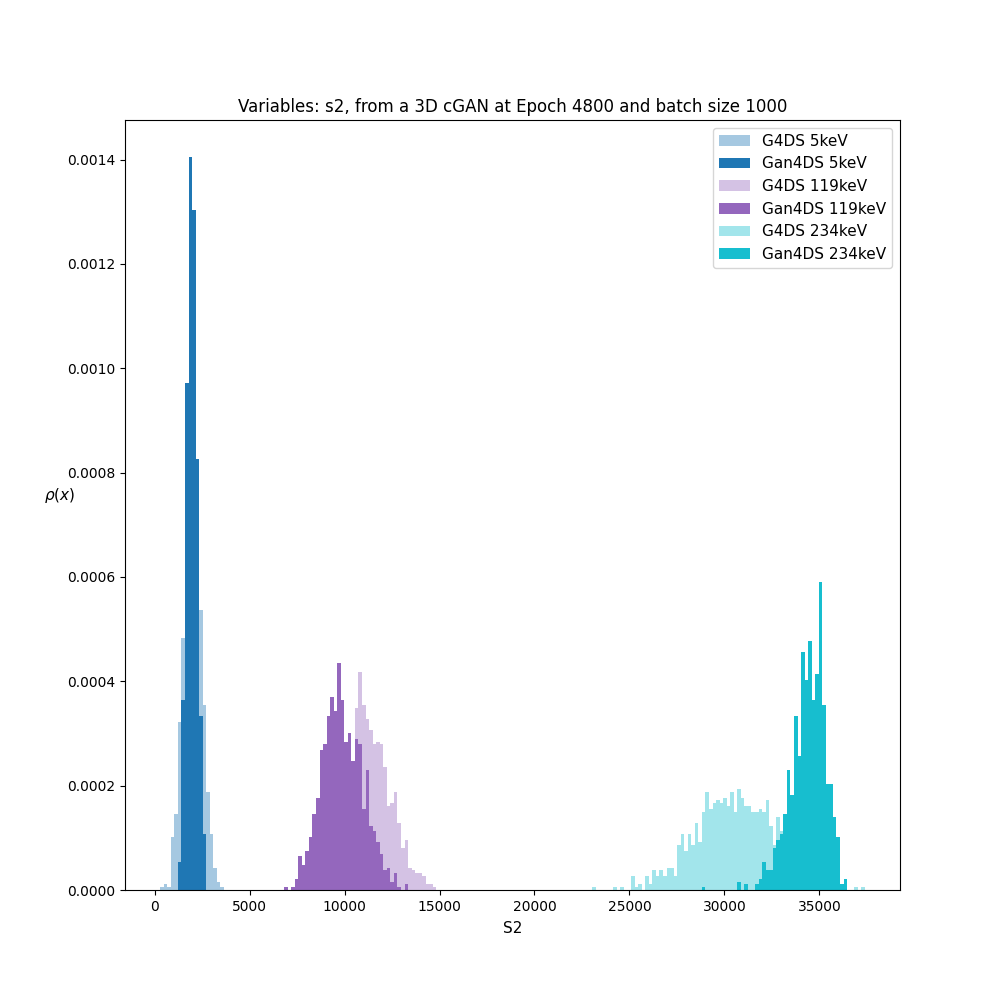 Variables: s2, from a 3D cGAN at Epoch 4800 and batch size 1000
G4DS 5keV
Gan4DS 5keV
G4DS 119keV
Gan4DS 119keV
G4DS 234keV
Gan4DS 234keV
0.0014
0.0012
0.0010
0.0008
ρ(x)
0.0006
0.0004
0.0002
0.0000
0 5000 10000 15000 20000 25000 30000 35000
S2